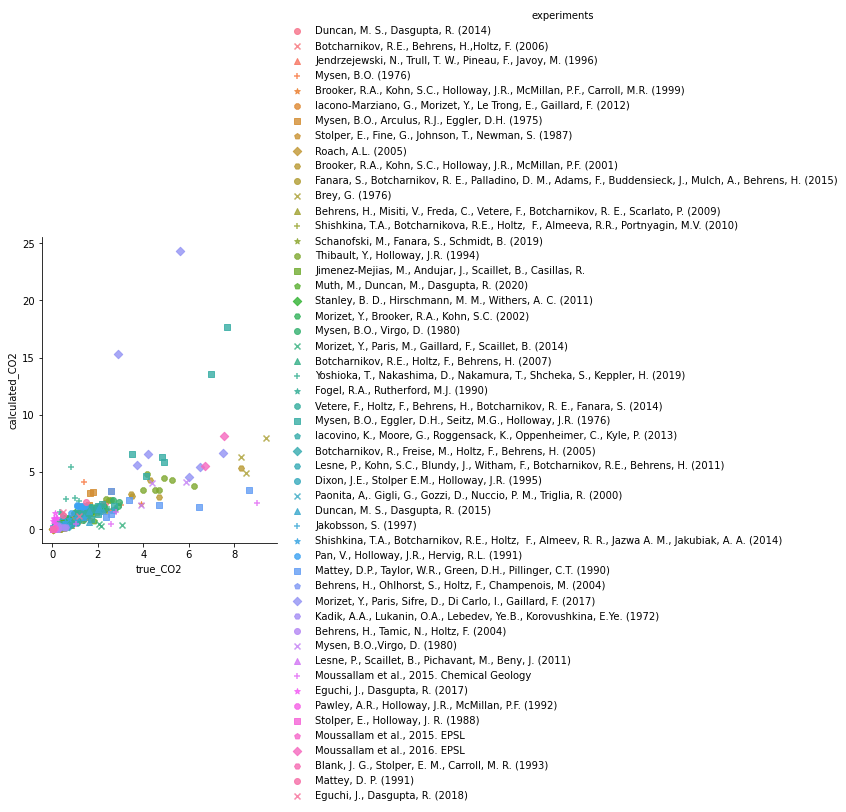 experiments
Duncan, M. S., Dasgupta, R. (2014)
Botcharnikov, R.E., Behrens, H.,Holtz, F. (2006)
Jendrzejewski, N., Trull, T. W., Pineau, F., Javoy, M. (1996)
Mysen, B.O. (1976)
Brooker, R.A., Kohn, S.C., Holloway, J.R., McMillan, P.F., Carroll, M.R. (1999)
Iacono-Marziano, G., Morizet, Y., Le Trong, E., Gaillard, F. (2012)
Mysen, B.O., Arculus, R.J., Eggler, D.H. (1975)
Stolper, E., Fine, G., Johnson, T., Newman, S. (1987)
Roach, A.L. (2005)
Brooker, R.A., Kohn, S.C., Holloway, J.R., McMillan, P.F. (2001)
Fanara, S., Botcharnikov, R. E., Palladino, D. M., Adams, F., Buddensieck, J., Mulch, A., Behrens, H. (2015)
Brey, G. (1976)
Behrens, H., Misiti, V., Freda, C., Vetere, F., Botcharnikov, R. E., Scarlato, P. (2009)
Shishkina, T.A., Botcharnikova, R.E., Holtz,  F., Almeeva, R.R., Portnyagin, M.V. (2010)
Schanofski, M., Fanara, S., Schmidt, B. (2019)
Thibault, Y., Holloway, J.R. (1994)
Jimenez-Mejias, M., Andujar, J., Scaillet, B., Casillas, R.
Muth, M., Duncan, M., Dasgupta, R. (2020)
Stanley, B. D., Hirschmann, M. M., Withers, A. C. (2011)
Morizet, Y., Brooker, R.A., Kohn, S.C. (2002)
Mysen, B.O., Virgo, D. (1980)
Morizet, Y., Paris, M., Gaillard, F., Scaillet, B. (2014)
Botcharnikov, R.E., Holtz, F., Behrens, H. (2007)
Yoshioka, T., Nakashima, D., Nakamura, T., Shcheka, S., Keppler, H. (2019)
Fogel, R.A., Rutherford, M.J. (1990)
Vetere, F., Holtz, F., Behrens, H., Botcharnikov, R. E., Fanara, S. (2014)
Mysen, B.O., Eggler, D.H., Seitz, M.G., Holloway, J.R. (1976)
Iacovino, K., Moore, G., Roggensack, K., Oppenheimer, C., Kyle, P. (2013)
Botcharnikov, R., Freise, M., Holtz, F., Behrens, H. (2005)
Lesne, P., Kohn, S.C., Blundy, J., Witham, F., Botcharnikov, R.E., Behrens, H. (2011)
Dixon, J.E., Stolper E.M., Holloway, J.R. (1995)
Paonita, A,. Gigli, G., Gozzi, D., Nuccio, P. M., Triglia, R. (2000)
Duncan, M. S., Dasgupta, R. (2015)
Jakobsson, S. (1997)
Shishkina, T.A., Botcharnikov, R.E., Holtz,  F., Almeev, R. R., Jazwa A. M., Jakubiak, A. A. (2014)
Pan, V., Holloway, J.R., Hervig, R.L. (1991)
Mattey, D.P., Taylor, W.R., Green, D.H., Pillinger, C.T. (1990)
Behrens, H., Ohlhorst, S., Holtz, F., Champenois, M. (2004)
Morizet, Y., Paris, Sifre, D., Di Carlo, I., Gaillard, F. (2017)
Kadik, A.A., Lukanin, O.A., Lebedev, Ye.B., Korovushkina, E.Ye. (1972)
Behrens, H., Tamic, N., Holtz, F. (2004)
Mysen, B.O.,Virgo, D. (1980)
Lesne, P., Scaillet, B., Pichavant, M., Beny, J. (2011)
Moussallam et al., 2015. Chemical Geology
Eguchi, J., Dasgupta, R. (2017)
Pawley, A.R., Holloway, J.R., McMillan, P.F. (1992)
Stolper, E., Holloway, J. R. (1988)
Moussallam et al., 2015. EPSL
Moussallam et al., 2016. EPSL
Blank, J. G., Stolper, E. M., Carroll, M. R. (1993)
Mattey, D. P. (1991)
Eguchi, J., Dasgupta, R. (2018)
25
20
15
10
5
0
calculated_CO2
0 2 4 6 8
true_CO2